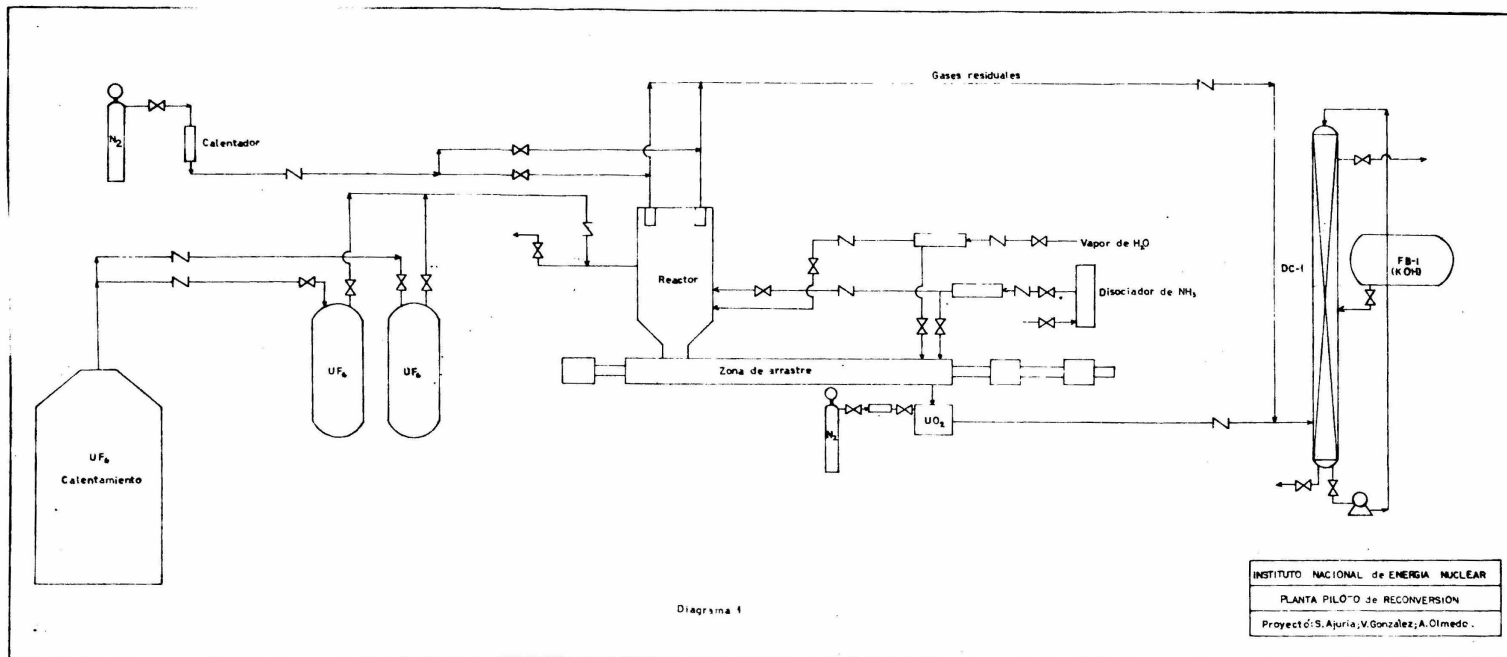 Gases residuales
N₂
Calentador
Vapor de H₂O
FB-1
(KOH)
DC-1
Reactor
Disociador de NH₃
Zona de arrastre
UF₆
UF₆
N₂
UO₂
UF₆
Calentamiento
Diagrama 1
INSTITUTO NACIONAL de ENERGIA NUCLEAR
PLANTA PILOTO de RECONVERSION
Proyectó: S. Ajuria; V. Gonzalez; A. Olmedo.